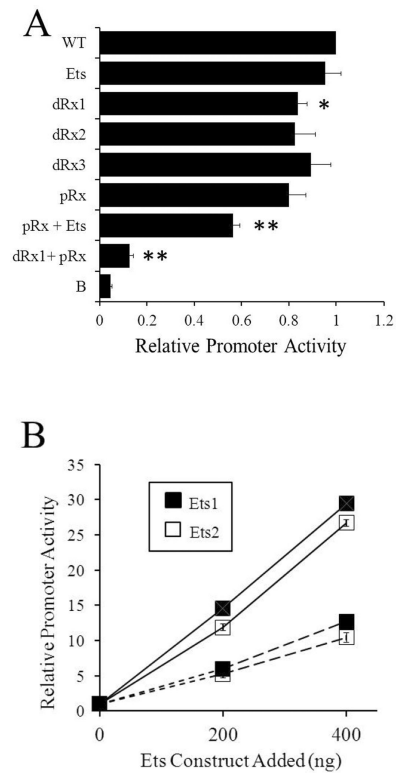 A
WT
Ets
dRx1
*
dRx2
dRx3
pRx
pRx + Ets
**
dRx1+ pRx
**
B
0 0.2 0.4 0.6 0.8 1 1.2
Relative Promoter Activity
B
35
30
25
20
15
10
5
0
Relative Promoter Activity
Ets1
Ets2
0 200 400
Ets Construct Added (ng)